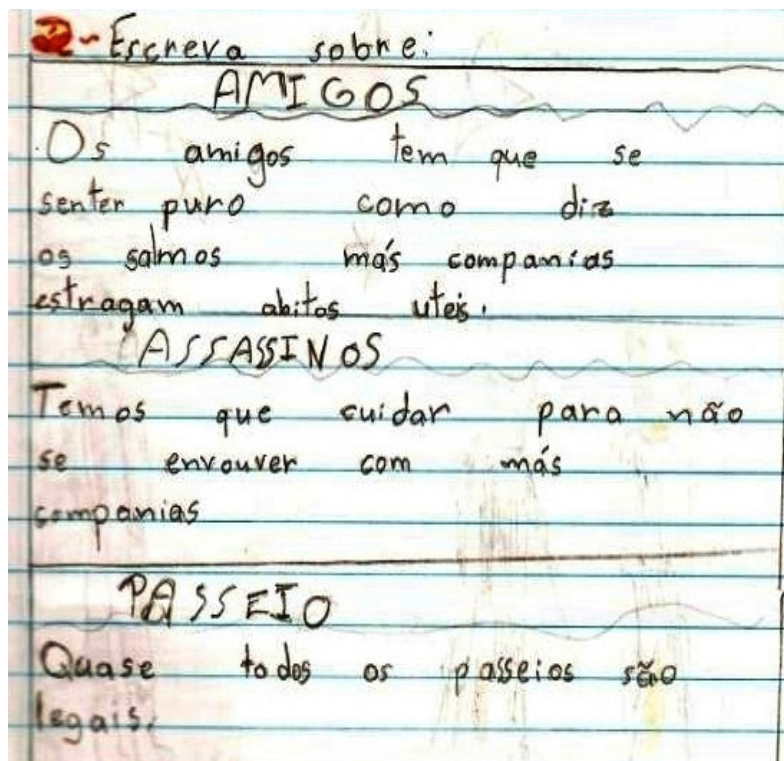 2- Escreva sobre:
AMIGOS
Os amigos tem que se
senter puro como diz
os salmos más companias
estragam abitos uteis.
ASSASSINOS
Temos que cuidar para não
se envouver com más
companias
PASSEIO
Quase todos os passeios são
legais.